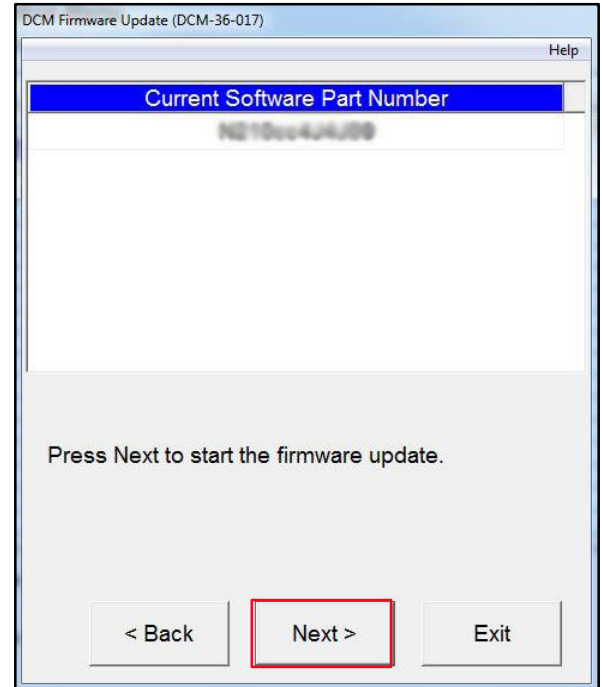 DCM Firmware Update (DCM-36-017)
Help
Current Software Part Number
Press Next to start the firmware update.
< Back
Next >
Exit